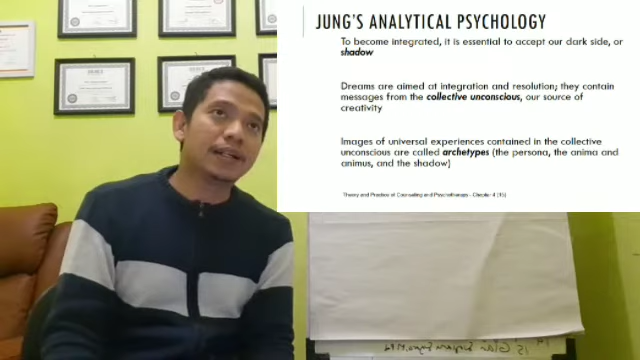 JUNG'S ANALYTICAL PSYCHOLOGY
To become integrated, it is essential to accept our dark side, or
shadow
Dreams are aimed at integration and resolution; they contain
messages from the collective unconscious, our source of
creativity
Images of universal experiences contained in the collective
unconscious are called archetypes (the persona, the anima and
animus, and the shadow)
Theory and Practice of Counseling and Psychotherapy - Chapter 4 (15)